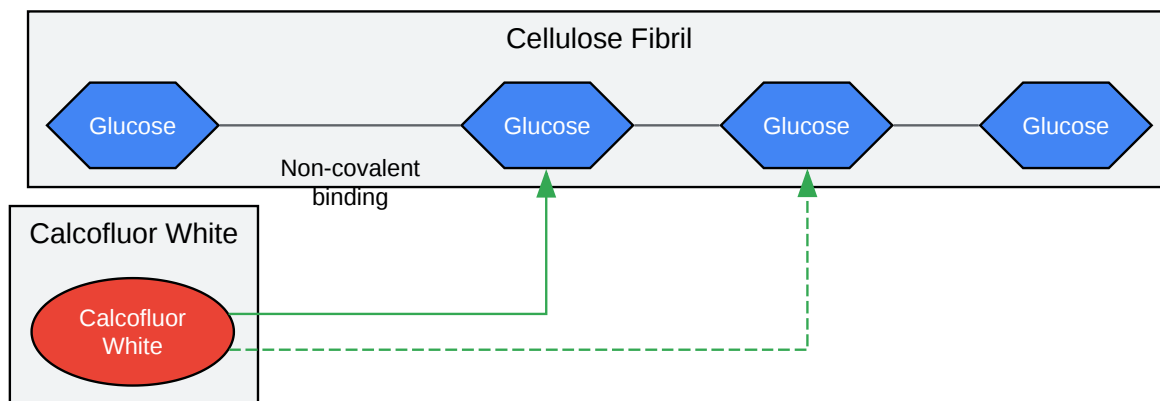 Cellulose Fibril
Glucose
Glucose
Glucose
Glucose
Non-covalent
binding
Calcofluor White
Calcofluor
White